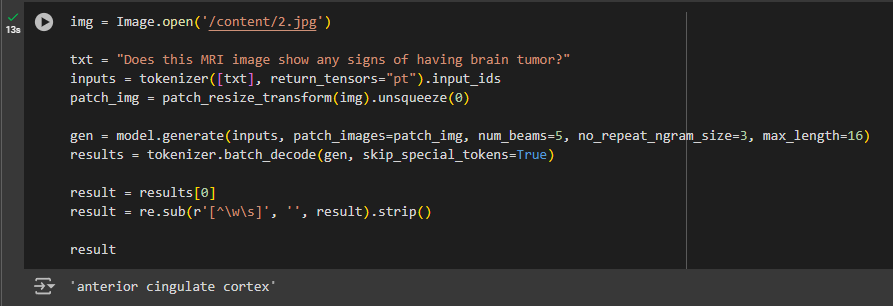 img = Image.open('/content/2.jpg')
13s
txt = "Does this MRI image show any signs of having brain tumor?"
inputs = tokenizer([txt], return_tensors="pt").input_ids
patch_img = patch_resize_transform(img).unsqueeze(0)
gen = model.generate(inputs, patch_images=patch_img, num_beams=5, no_repeat_ngram_size=3, max_length=16)
results = tokenizer.batch_decode(gen, skip_special_tokens=True)
result = results[0]
result = re.sub(r'[^\w\s]', '', result).strip()
result
'anterior cingulate cortex'